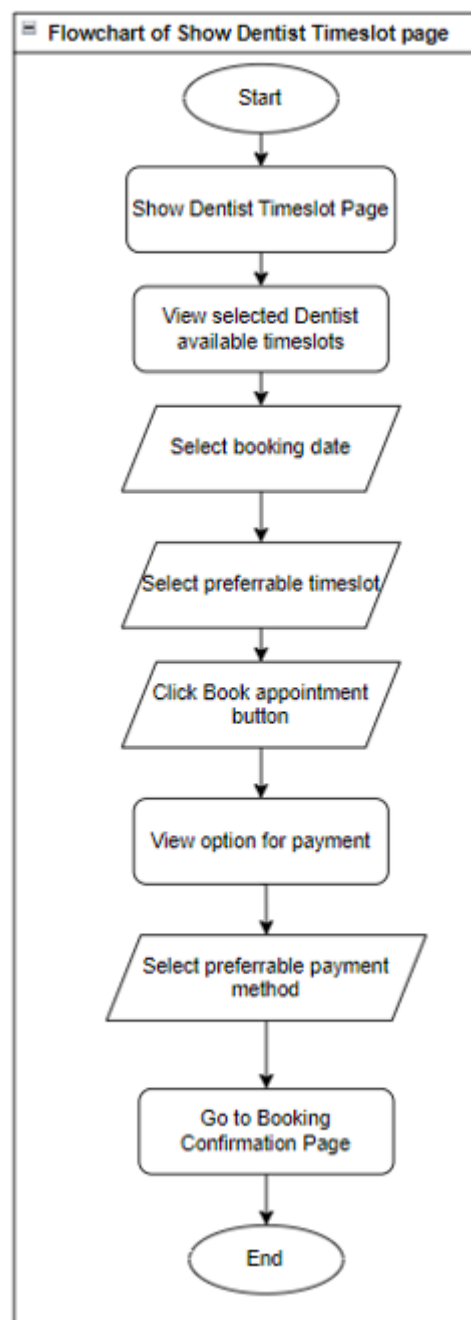 Flowchart of Show Dentist Timeslot page
Start
Show Dentist Timeslot Page
View selected Dentist
available timeslots
Select booking date
Select preferrable timeslot
Click Book appointment
button
View option for payment
Select preferrable payment
method
Go to Booking
Confirmation Page
End